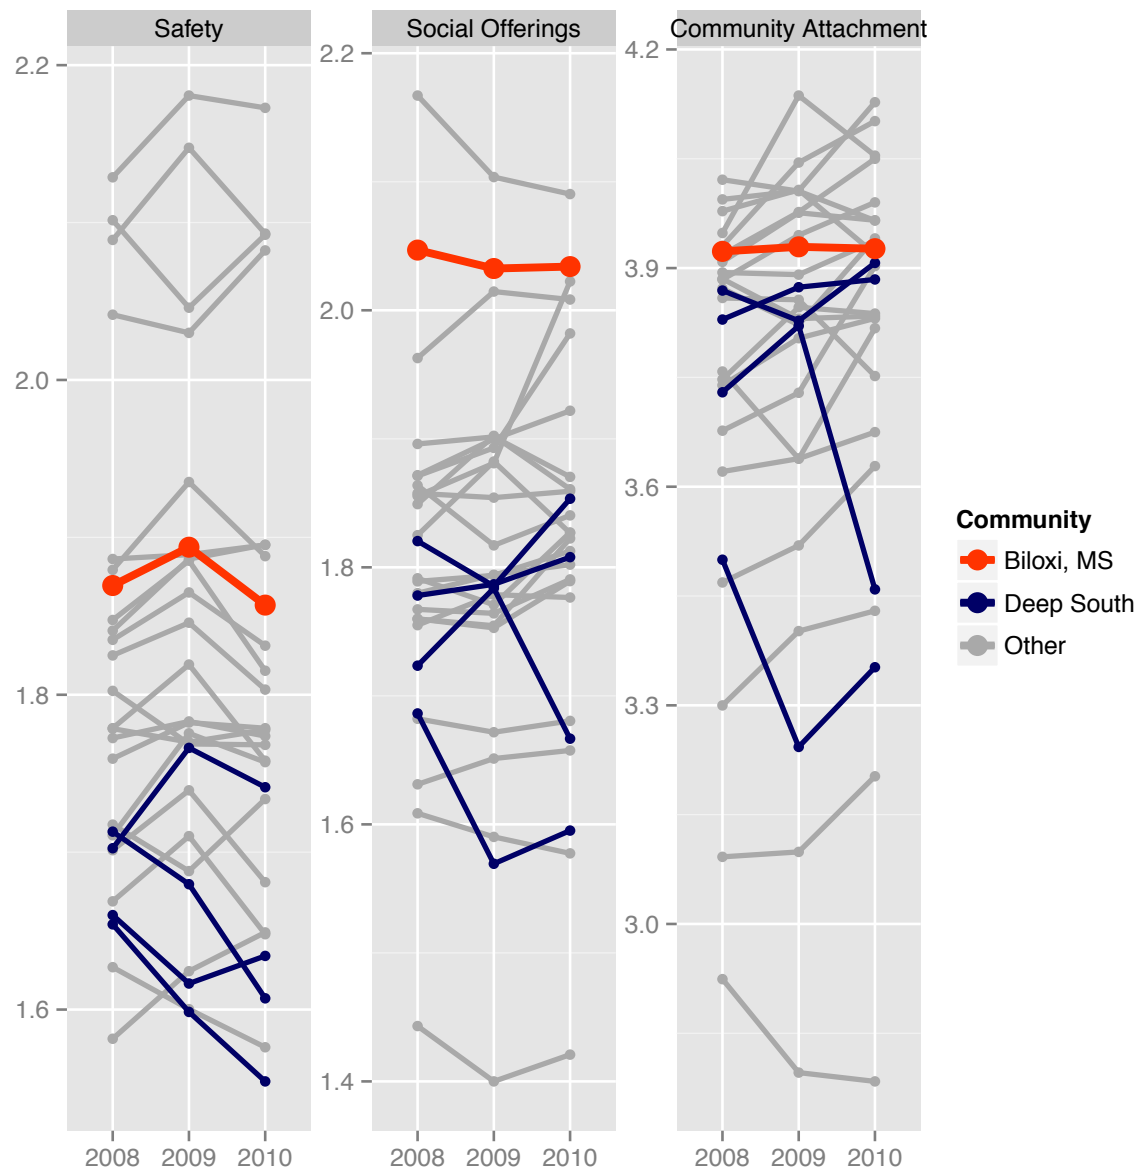 Safety
Social Offerings
Community Attachment
2.2
2.0
1.8
1.6
2008 2009 2010
2.2
2.0
1.8
1.6
1.4
2008 2009 2010
4.2
3.9
3.6
3.3
3.0
2008 2009 2010
Community
Biloxi, MS
Deep South
Other